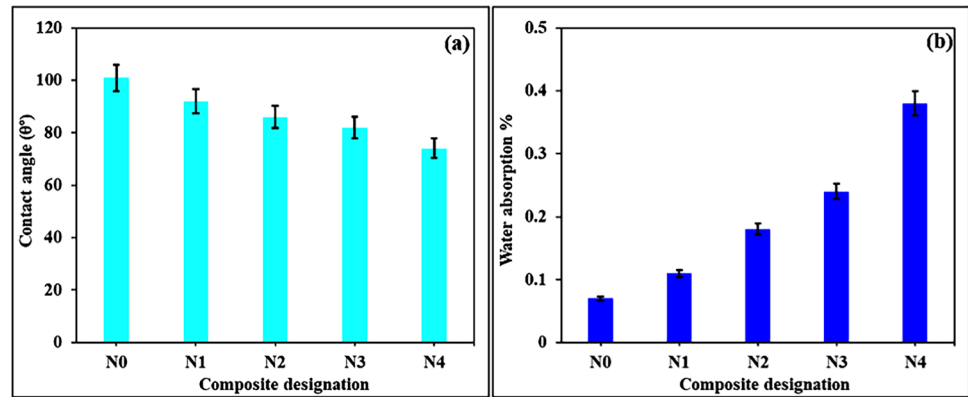 (a)
Contact angle (θº)
120
100
80
60
40
20
0
N0 N1 N2 N3 N4
Composite designation
(b)
Water absorption %
0.5
0.4
0.3
0.2
0.1
0
N0 N1 N2 N3 N4
Composite designation